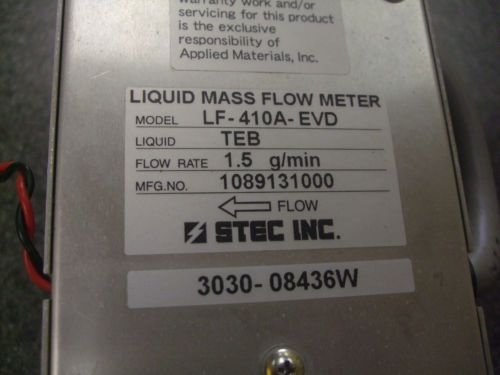 warranty work and/or
servicing for this product
is the exclusive
responsibility of
Applied Materials, Inc.
LIQUID MASS FLOW METER
MODEL LF-410A-EVD
LIQUID TEB
FLOW RATE 1.5 g/min
MFG.NO. 1089131000
FLOW
STEC INC.
3030-08436W